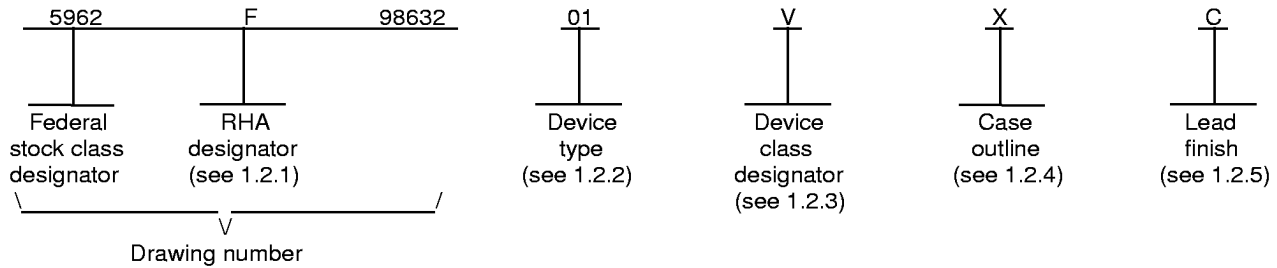 5962 F 98632 01 V X C
Federal stock class designator
RHA designator (see 1.2.1)
Device type (see 1.2.2)
Device class designator (see 1.2.3)
Case outline (see 1.2.4)
Lead finish (see 1.2.5)
Drawing number